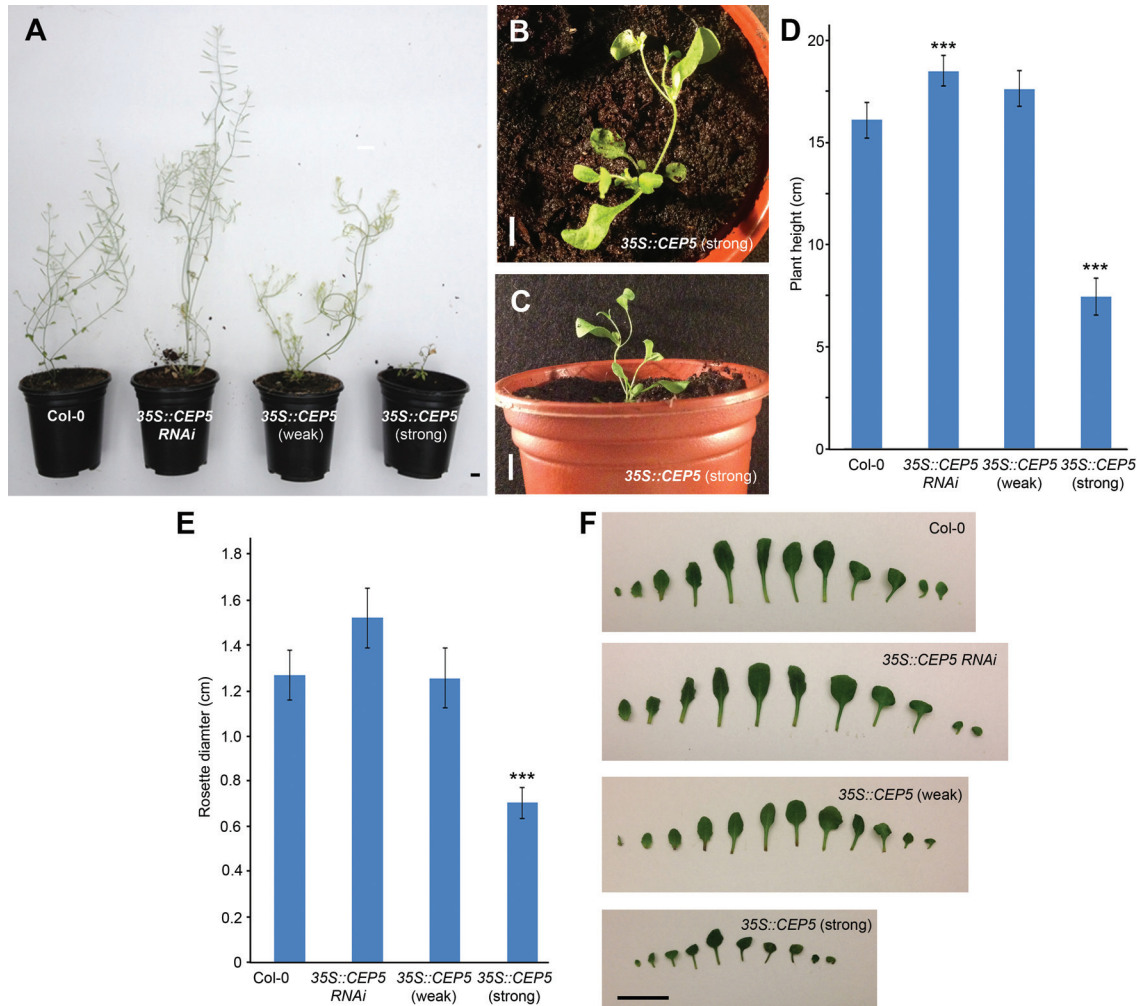 A
Col-0
35S::CEP5
RNAi
35S::CEP5
(weak)
35S::CEP5
(strong)
B
35S::CEP5 (strong)
C
35S::CEP5 (strong)
D
Plant height (cm)
20
15
10
5
0
***
***
Col-0
35S::CEP5
RNAi
35S::CEP5
(weak)
35S::CEP5
(strong)
E
Rosette diamter (cm)
1.8
1.6
1.4
1.2
1.0
0.8
0.6
0.4
0.2
0
***
Col-0
35S::CEP5
RNAi
35S::CEP5
(weak)
35S::CEP5
(strong)
F
Col-0
35S::CEP5 RNAi
35S::CEP5 (weak)
35S::CEP5 (strong)